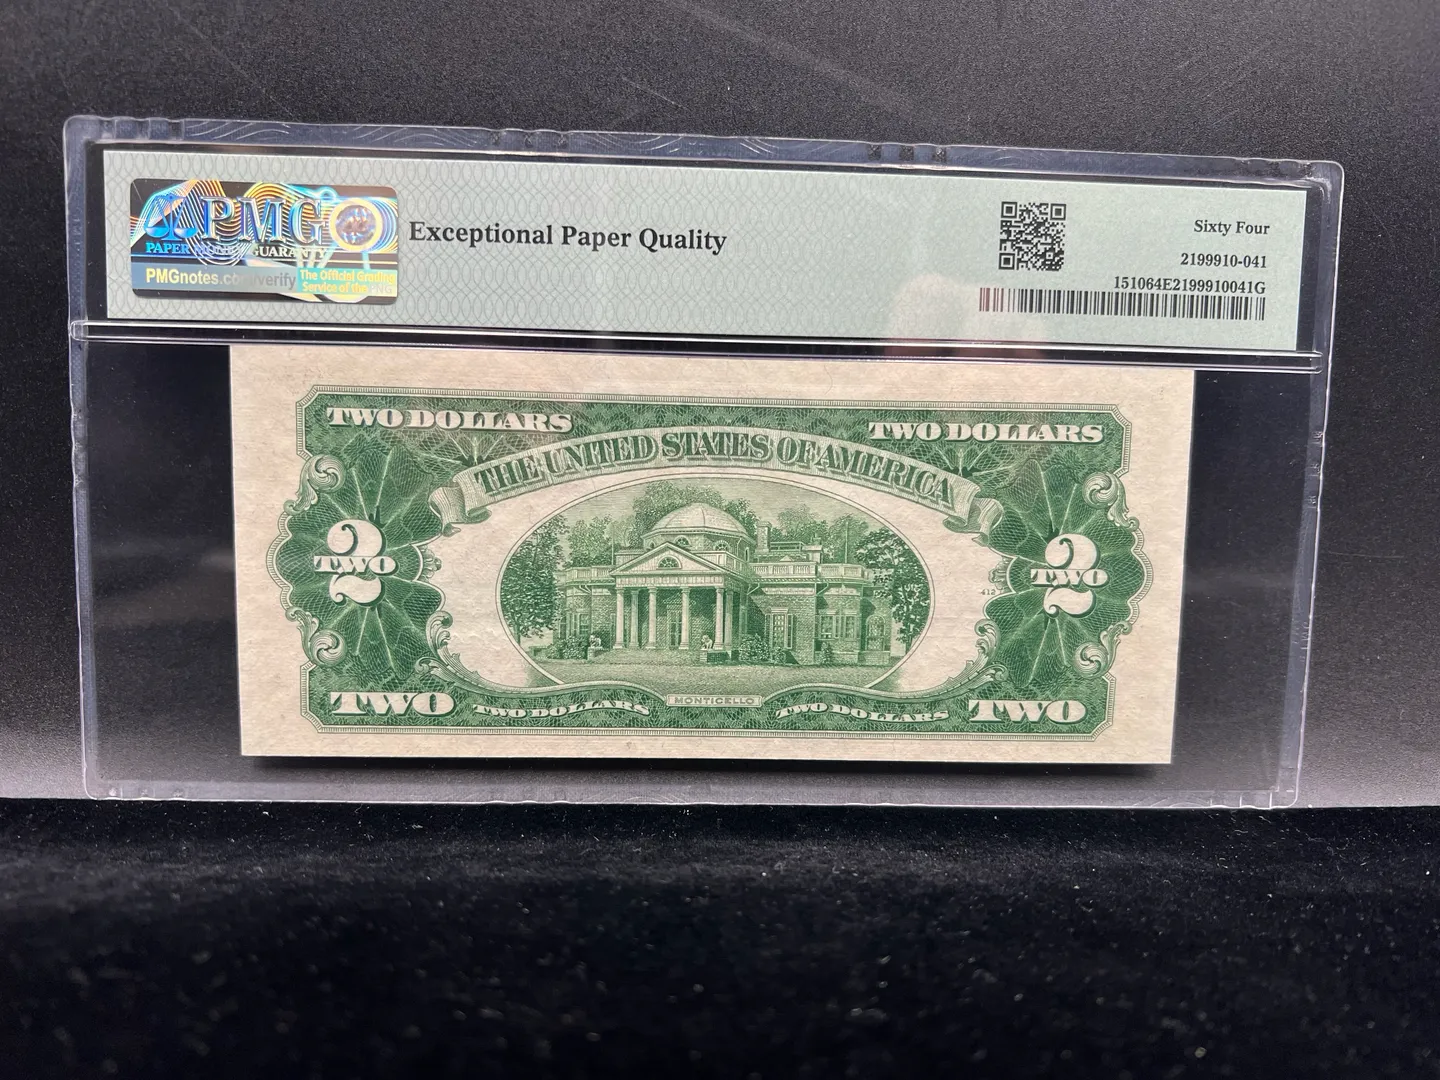 PMG
PAPER MONEY GUARANTY
PMGnotes.com/verify
The Official Grading
Service of the PNG
Exceptional Paper Quality
Sixty Four
2199910-041
151064E2199910041G
TWO DOLLARS
TWO DOLLARS
THE UNITED STATES OF AMERICA
2
TWO
2
TWO
412
TWO
TWO DOLLARS
MONTICELLO
TWO DOLLARS
TWO